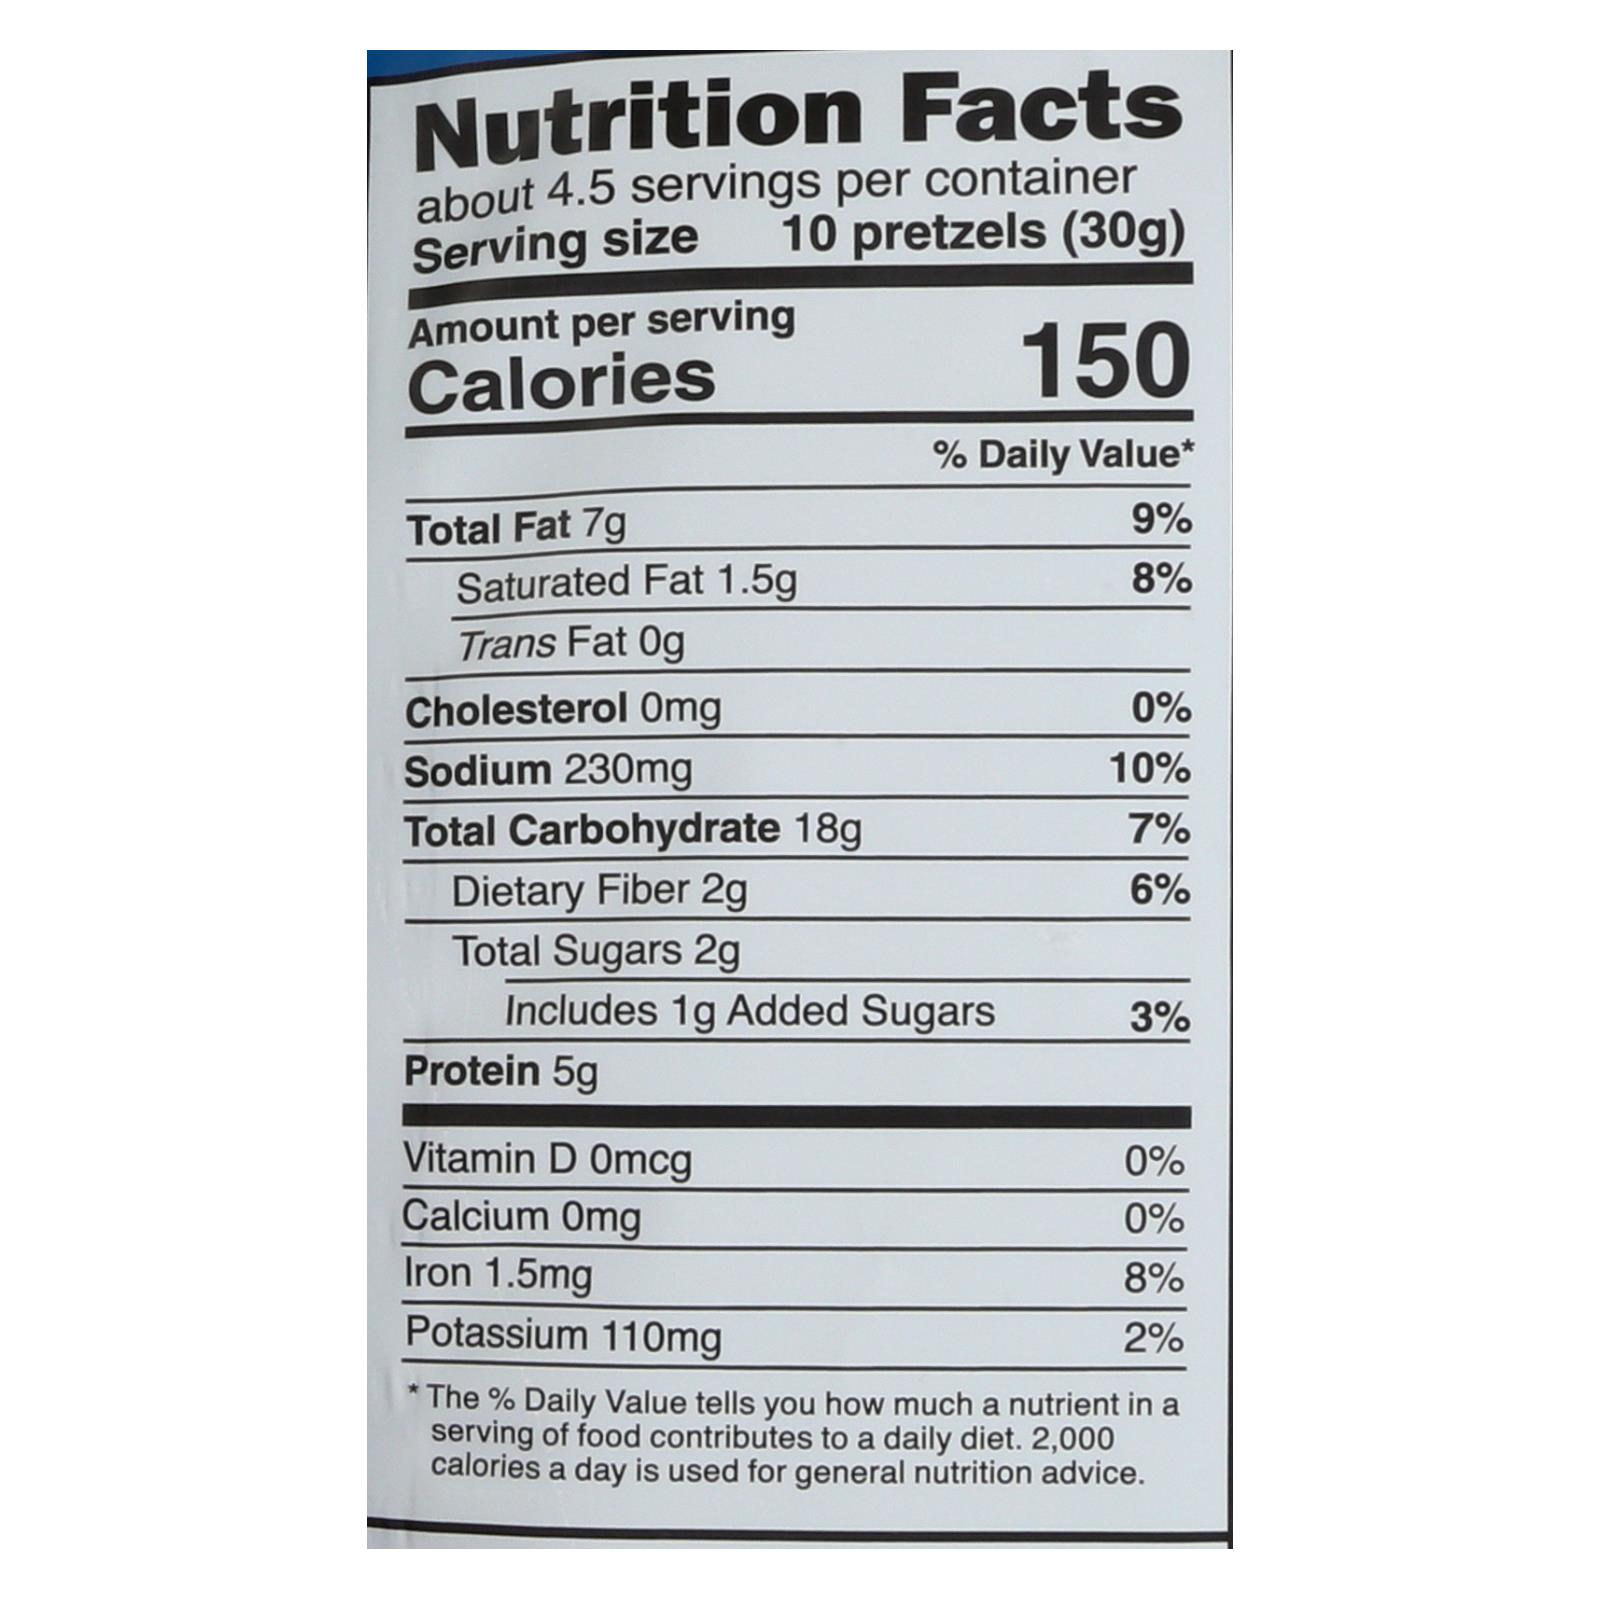 Nutrition Facts
about 4.5 servings per container
Serving size 10 pretzels (30g)
Amount per serving
Calories 150
% Daily Value*
Total Fat 7g 9%
Saturated Fat 1.5g 8%
Trans Fat 0g
Cholesterol 0mg 0%
Sodium 230mg 10%
Total Carbohydrate 18g 7%
Dietary Fiber 2g 6%
Total Sugars 2g
Includes 1g Added Sugars 3%
Protein 5g
Vitamin D 0mcg 0%
Calcium 0mg 0%
Iron 1.5mg 8%
Potassium 110mg 2%
* The % Daily Value tells you how much a nutrient in a
serving of food contributes to a daily diet. 2,000
calories a day is used for general nutrition advice.